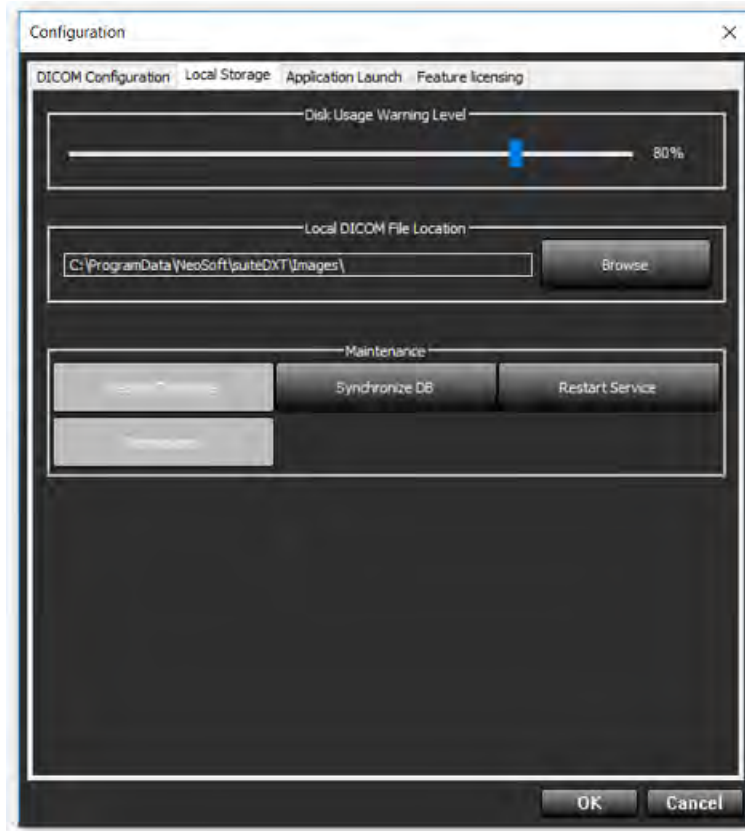 Configuration
DICOM Configuration Local Storage Application Launch Feature licensing
Disk Usage Warning Level
80%
Local DICOM File Location
C:\ProgramData\NeoSoft\suiteDXT\Images\ Browse
Maintenance
Synchronize DB Restart Service
OK Cancel